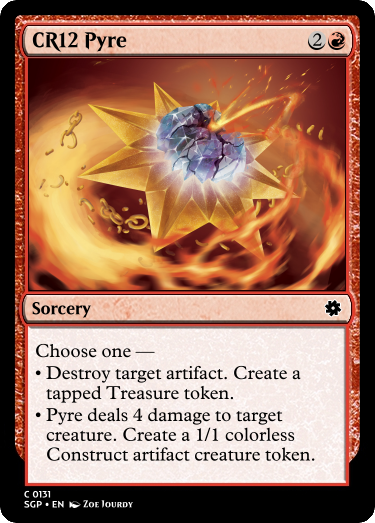 CR12 Pyre 2
Sorcery
Choose one —
• Destroy target artifact. Create a
tapped Treasure token.
• Pyre deals 4 damage to target
creature. Create a 1/1 colorless
Construct artifact creature token.
C 0131
SGP • EN Zoe Jourdy